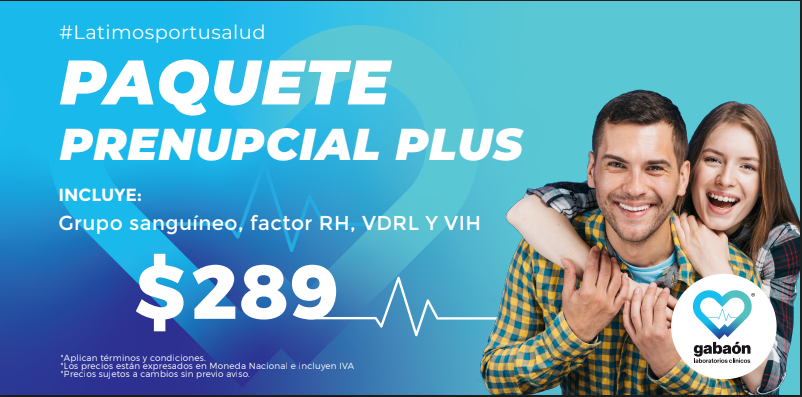 #Latimosportusalud
PAQUETE
PRENUPCIAL PLUS
INCLUYE:
Grupo sanguíneo, factor RH, VDRL Y VIH
$289
*Aplican términos y condiciones.
*Los precios están expresados en Moneda Nacional e incluyen IVA
*Precios sujetos a cambios sin previo aviso.
®
gabaón
laboratorios clínicos